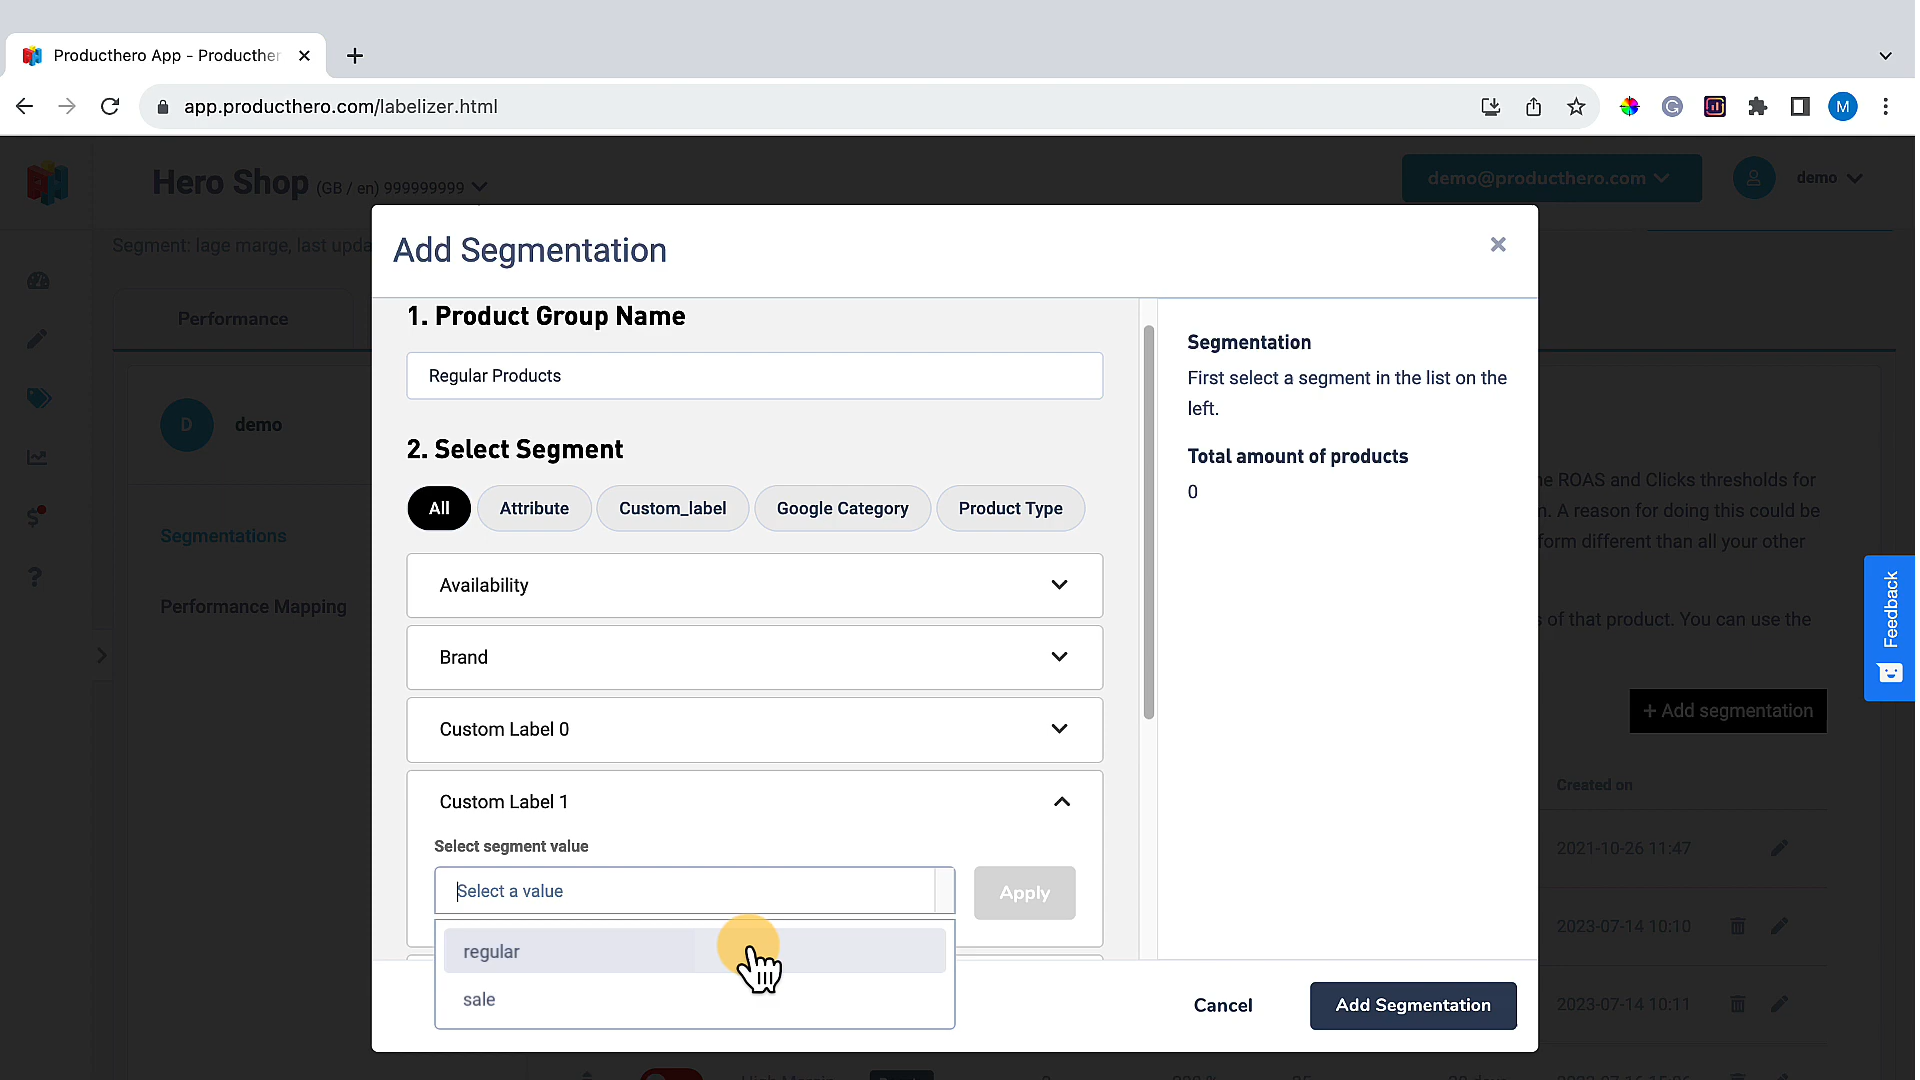 Producthero App - Producther
app.producthero.com/labelizer.html
M
Hero Shop (GB / en) 999999999
demo@producthero.com
demo
Segment: lage marge, last upda
Performance
D
demo
Segmentations
Performance Mapping
Add Segmentation
1. Product Group Name
Regular Products
2. Select Segment
All
Attribute
Custom_label
Google Category
Product Type
Availability
Brand
Custom Label 0
Custom Label 1
Select segment value
Select a value
Apply
regular
sale
Segmentation
First select a segment in the list on the
left.
Total amount of products
0
Cancel
Add Segmentation
e ROAS and Clicks thresholds for
n. A reason for doing this could be
form different than all your other
s of that product. You can use the
+ Add segmentation
Created on
2021-10-26 11:47
2023-07-14 10:10
2023-07-14 10:11
Feedback